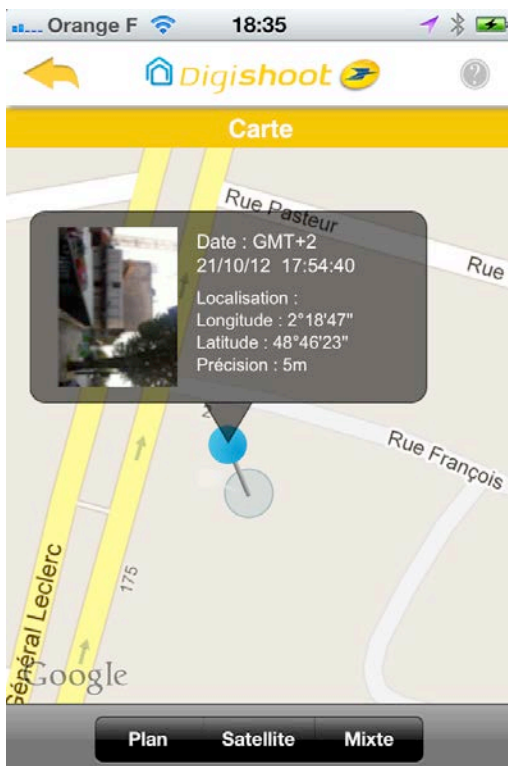 Orange F 18:35
Digishoot
?
Carte
Rue Pasteur
Rue
Date : GMT+2
21/10/12 17:54:40
Localisation :
Longitude : 2°18'47"
Latitude : 48°46'23"
Précision : 5m
Rue François
175
Général Leclerc
Google
Plan Satellite Mixte